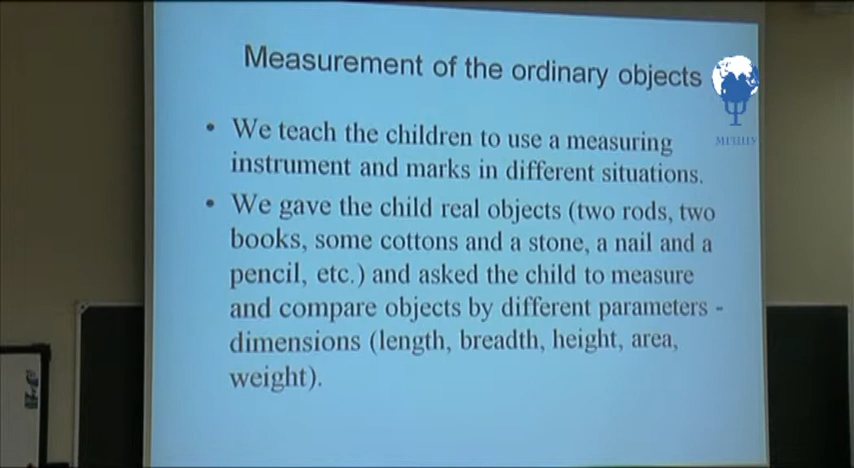 Measurement of the ordinary objects
МГППУ
• We teach the children to use a measuring
instrument and marks in different situations.
• We gave the child real objects (two rods, two
books, some cottons and a stone, a nail and a
pencil, etc.) and asked the child to measure
and compare objects by different parameters -
dimensions (length, breadth, height, area,
weight).